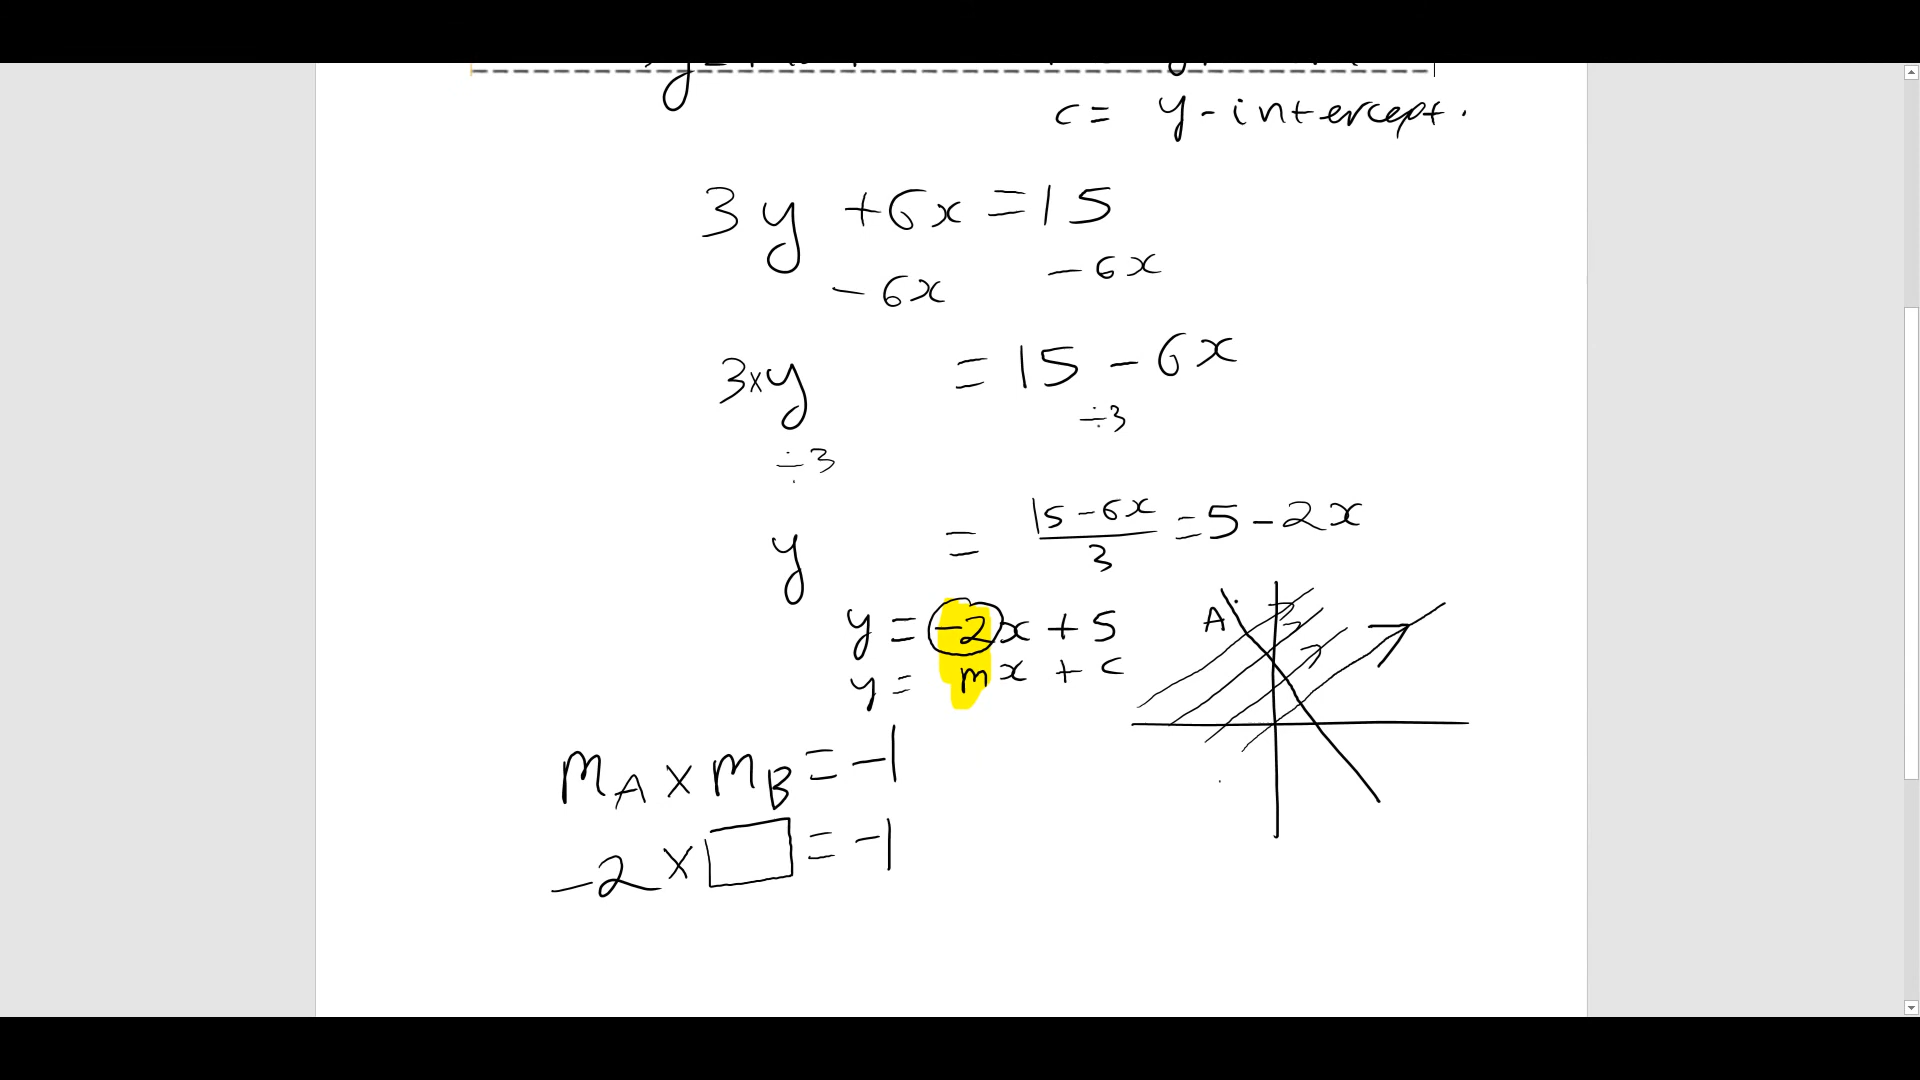 c = y-intercept.
3y + 6x = 15
- 6x - 6x
3×y = 15 - 6x
÷3 ÷3
y = 15-6x/3 = 5 - 2x
y = -2x + 5
A
y = mx + c
mA × mB = -1
-2 × □ = -1